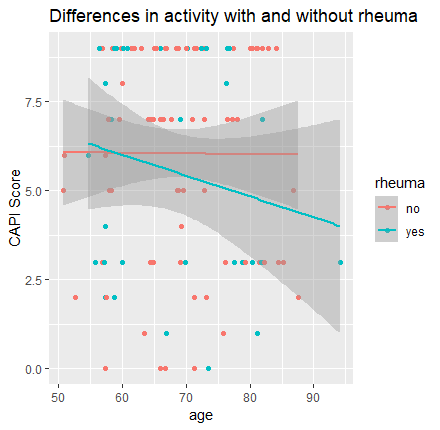 Differences in activity with and without rheuma
CAPI Score
7.5
5.0
2.5
0.0
50
60
70
80
90
age
rheuma
no
yes